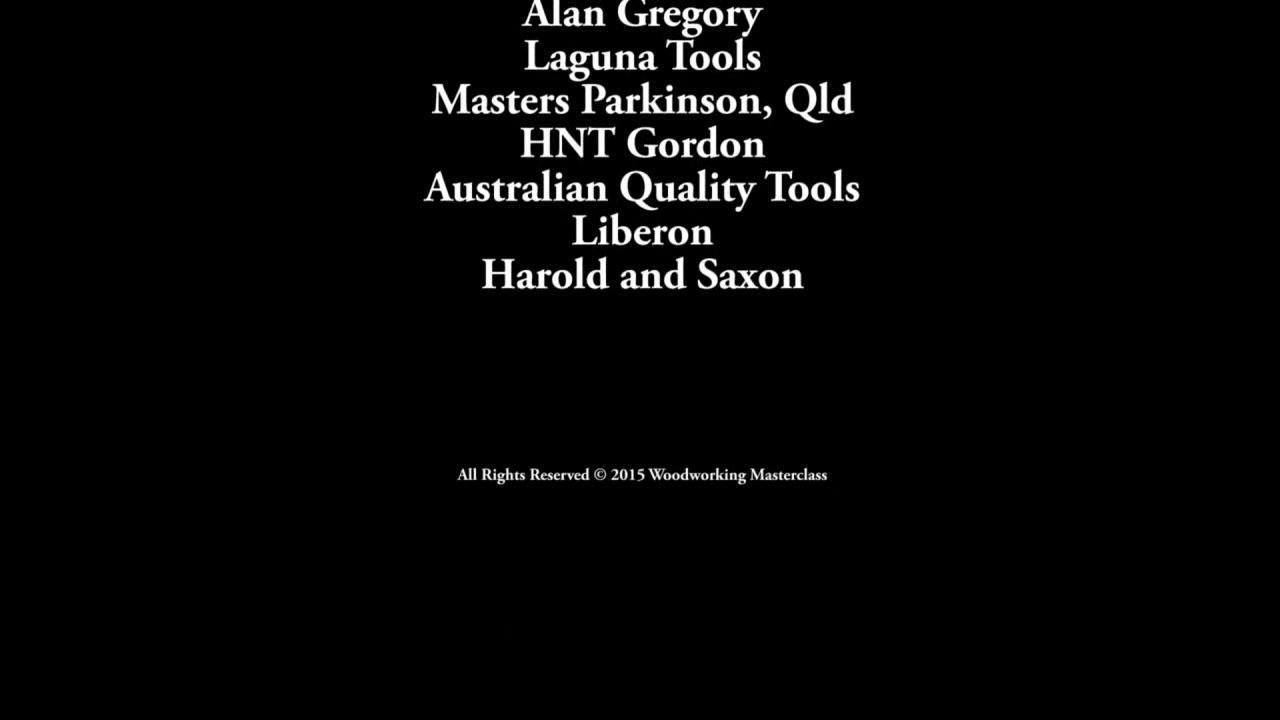 Alan Gregory
Laguna Tools
Masters Parkinson, Qld
HNT Gordon
Australian Quality Tools
Liberon
Harold and Saxon
All Rights Reserved © 2015 Woodworking Masterclass